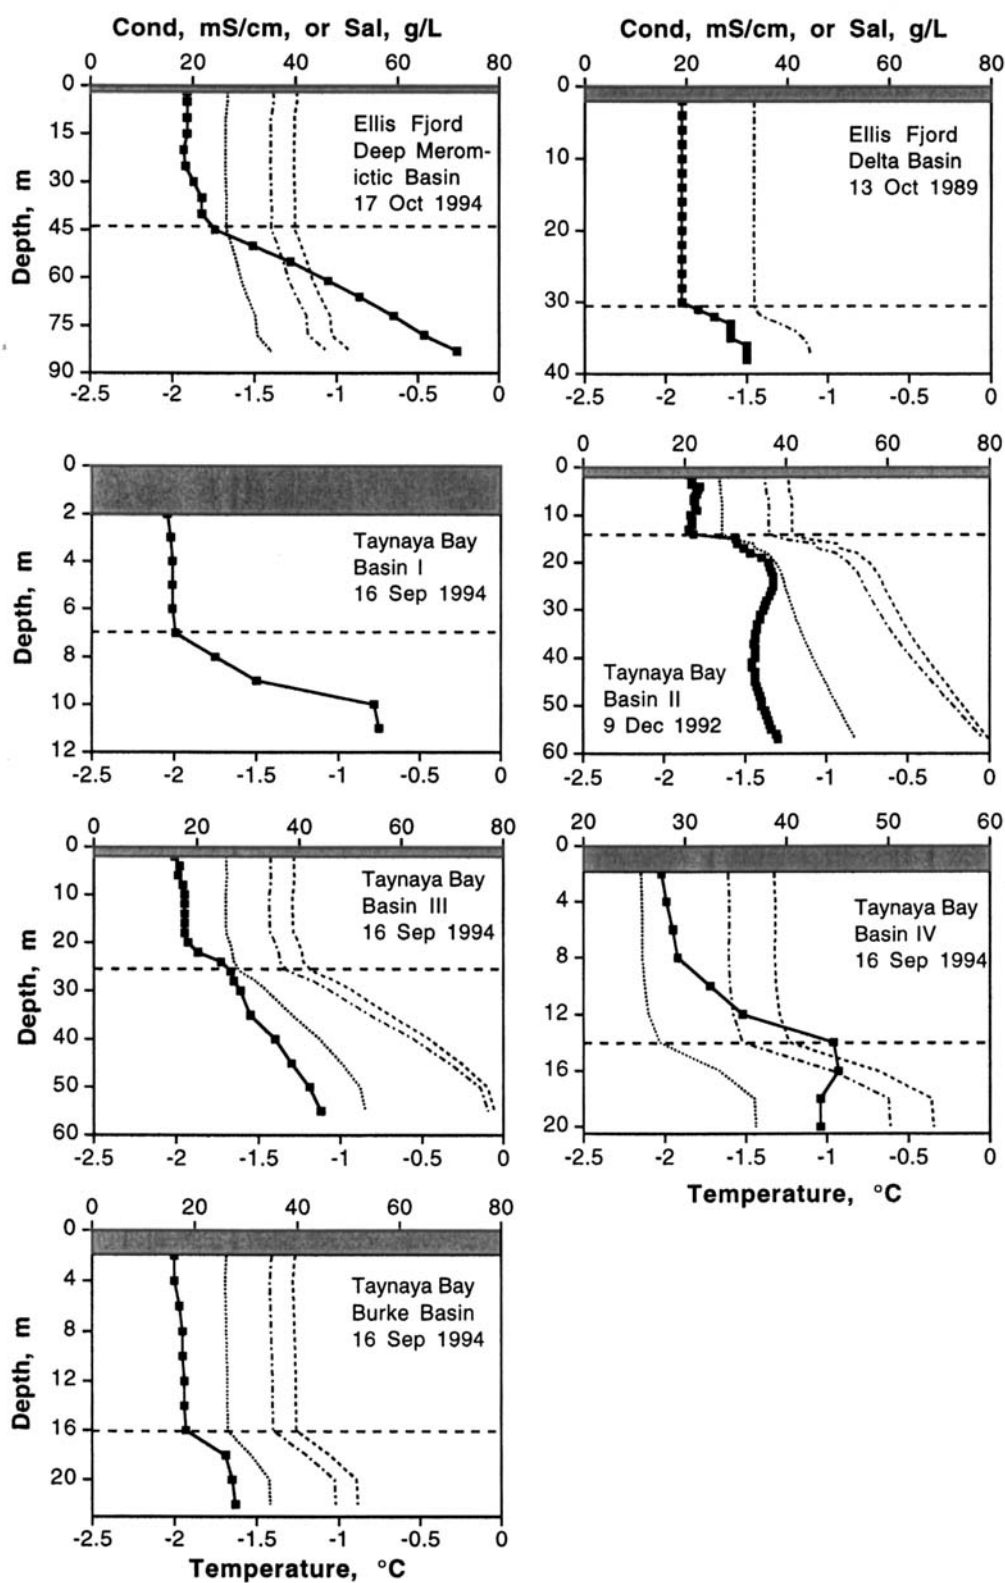 Cond, mS/cm, or Sal, g/L
0 20 40 60 80
0
15
30
45
60
75
90
Depth, m
Ellis Fjord
Deep Merom-
ictic Basin
17 Oct 1994
-2.5 -2 -1.5 -1 -0.5 0
Cond, mS/cm, or Sal, g/L
0 20 40 60 80
0
10
20
30
40
Ellis Fjord
Delta Basin
13 Oct 1989
-2.5 -2 -1.5 -1 -0.5 0
0
2
4
6
8
10
12
Depth, m
Taynaya Bay
Basin I
16 Sep 1994
-2.5 -2 -1.5 -1 -0.5 0
0 20 40 60 80
0
10
20
30
40
50
60
Taynaya Bay
Basin II
9 Dec 1992
-2.5 -2 -1.5 -1 -0.5 0
0 20 40 60 80
0
10
20
30
40
50
60
Depth, m
Taynaya Bay
Basin III
16 Sep 1994
-2.5 -2 -1.5 -1 -0.5 0
20 30 40 50 60
0
4
8
12
16
20
Taynaya Bay
Basin IV
16 Sep 1994
-2.5 -2 -1.5 -1 -0.5 0
Temperature, °C
0 20 40 60 80
0
4
8
12
16
20
Depth, m
Taynaya Bay
Burke Basin
16 Sep 1994
-2.5 -2 -1.5 -1 -0.5 0
Temperature, °C